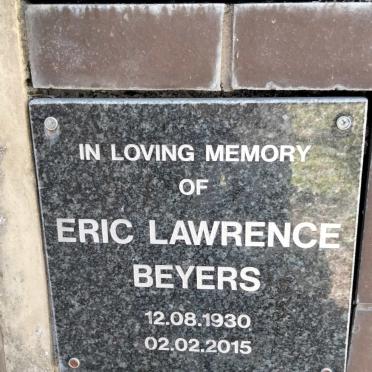 IN LOVING MEMORY
OF
ERIC LAWRENCE
BEYERS
12.08.1930
02.02.2015